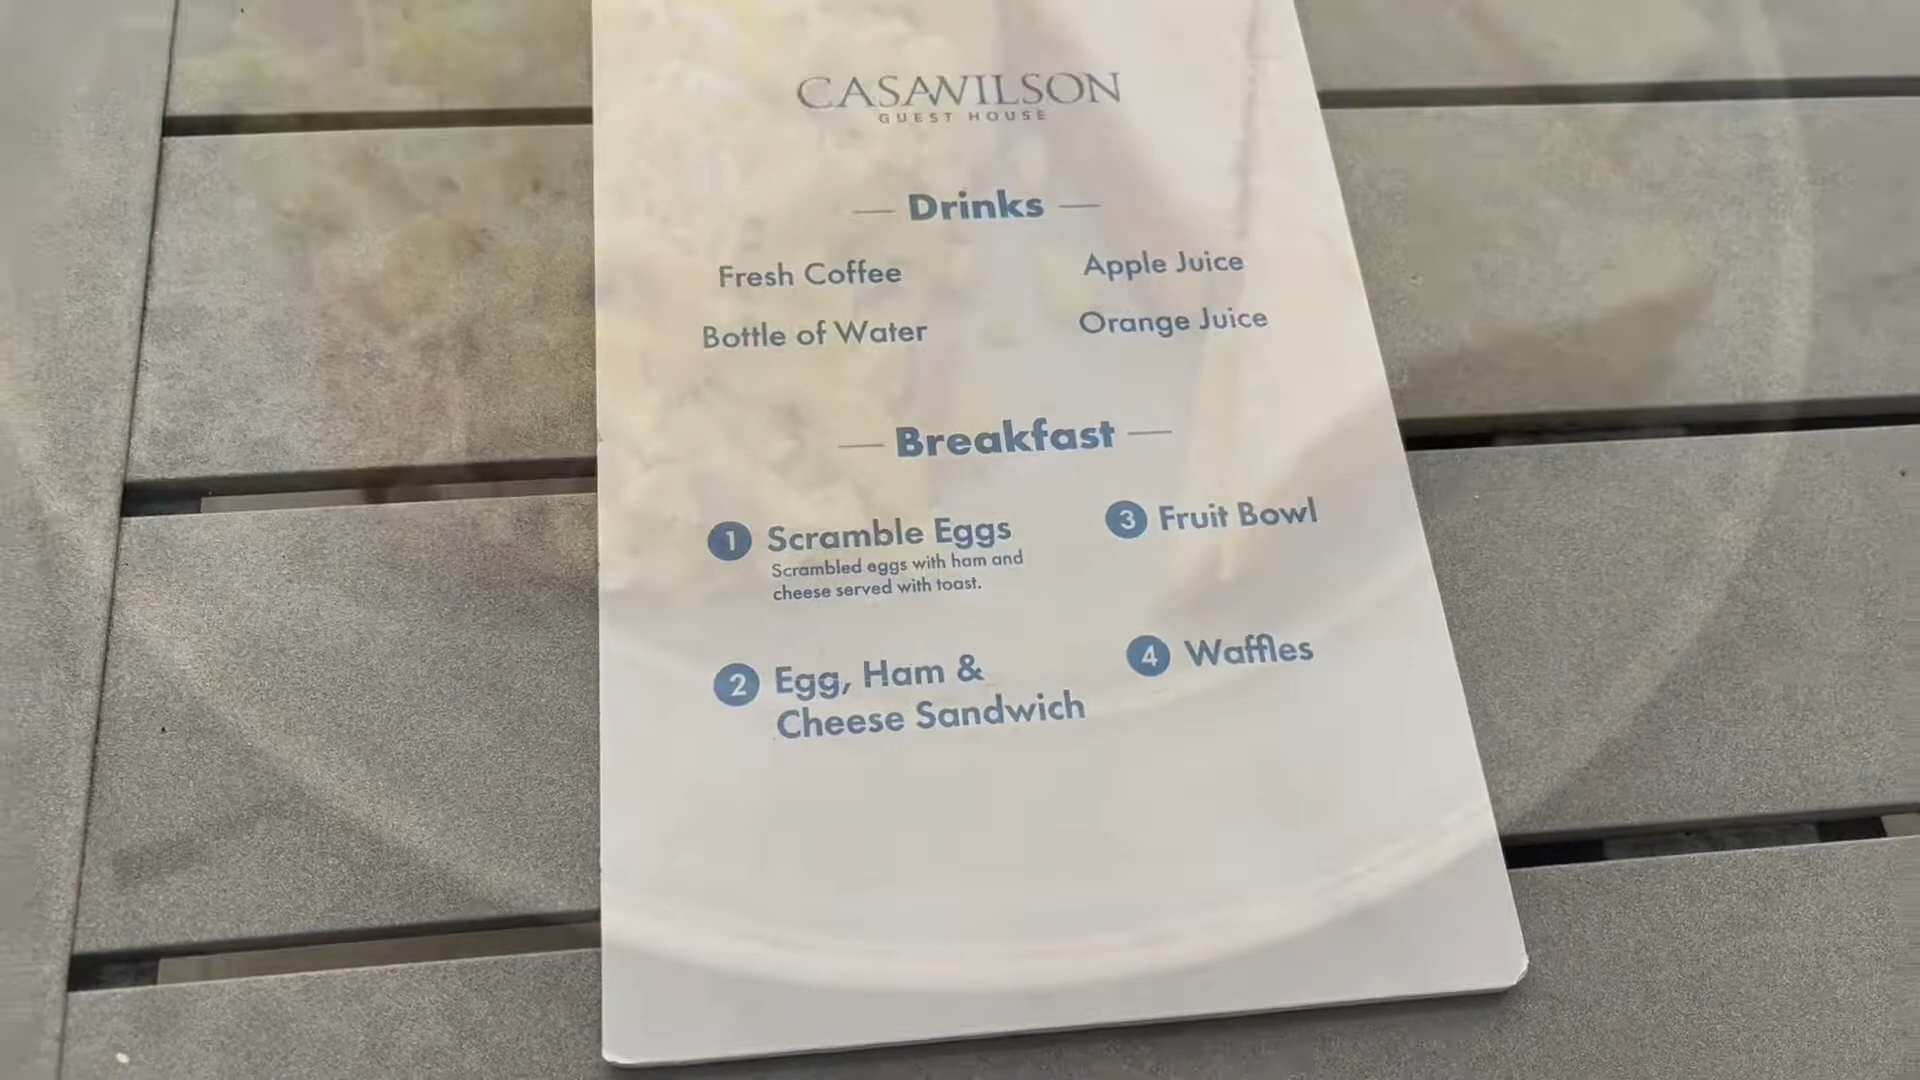 CASAWILSON
GUEST HOUSE
Drinks
Fresh Coffee
Apple Juice
Bottle of Water
Orange Juice
Breakfast
1 Scramble Eggs
Scrambled eggs with ham and
cheese served with toast.
2 Egg, Ham &
Cheese Sandwich
3 Fruit Bowl
4 Waffles